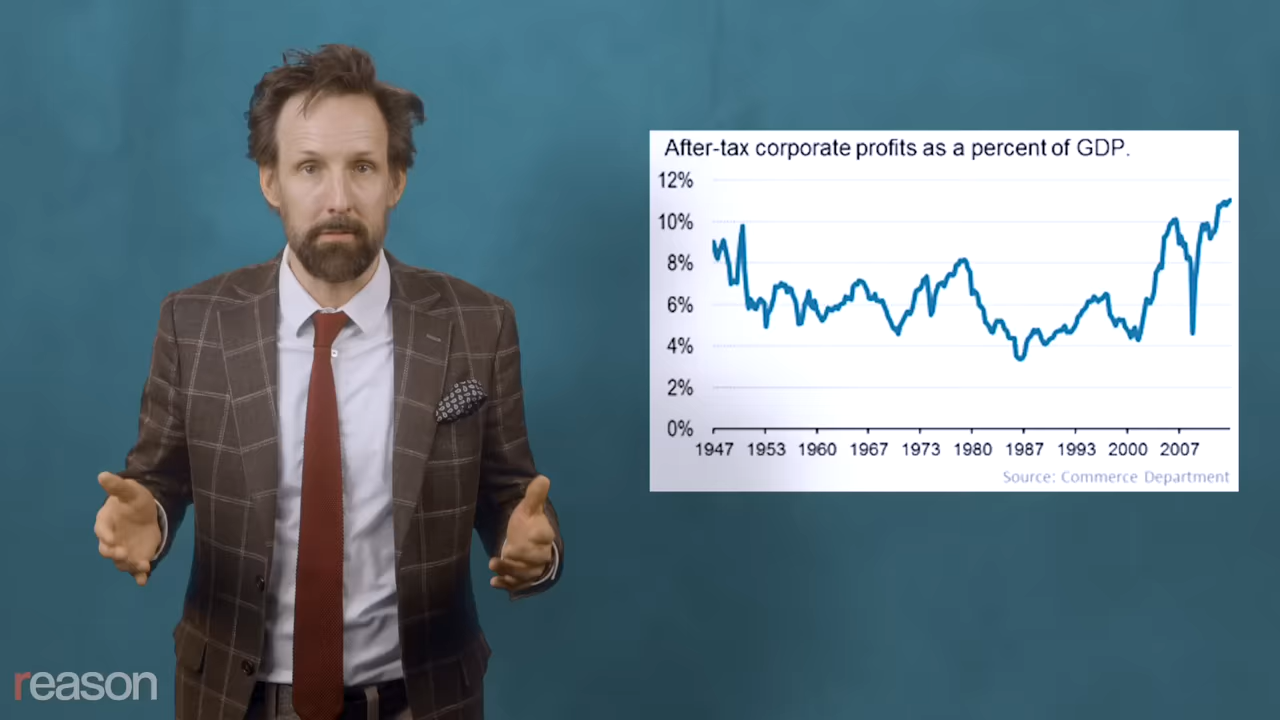 After-tax corporate profits as a percent of GDP.
12%
10%
8%
6%
4%
2%
0%
1947 1953 1960 1967 1973 1980 1987 1993 2000 2007
Source: Commerce Department
reason